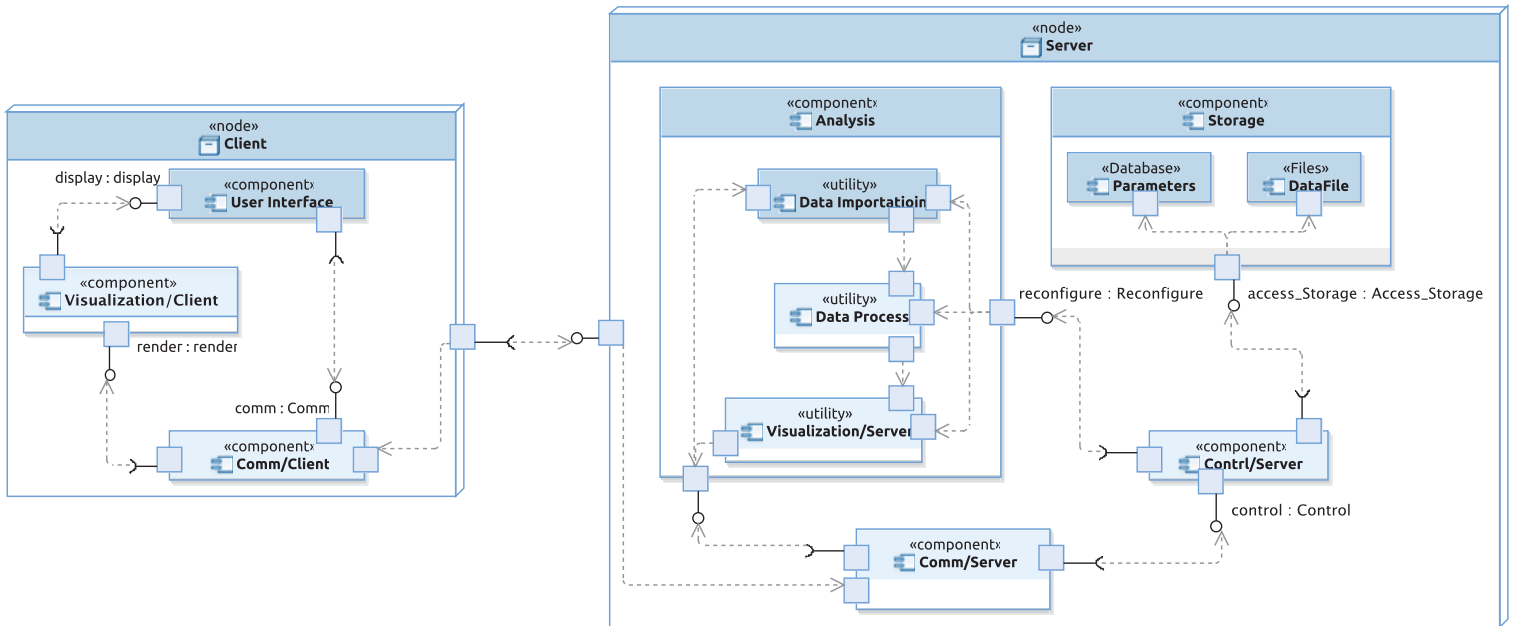 «node»
Server
«component»
Analysis
«component»
Storage
«node»
Client
display : display
«component»
User Interface
«utility»
Data Importatioin
«Database»
Parameters
«Files»
DataFile
«component»
Visualization/Client
render : render
«utility»
Data Process
reconfigure : Reconfigure
access_Storage : Access_Storage
comm : Comm
«component»
Comm/Client
«utility»
Visualization/Server
«component»
Contrl/Server
control : Control
«component»
Comm/Server